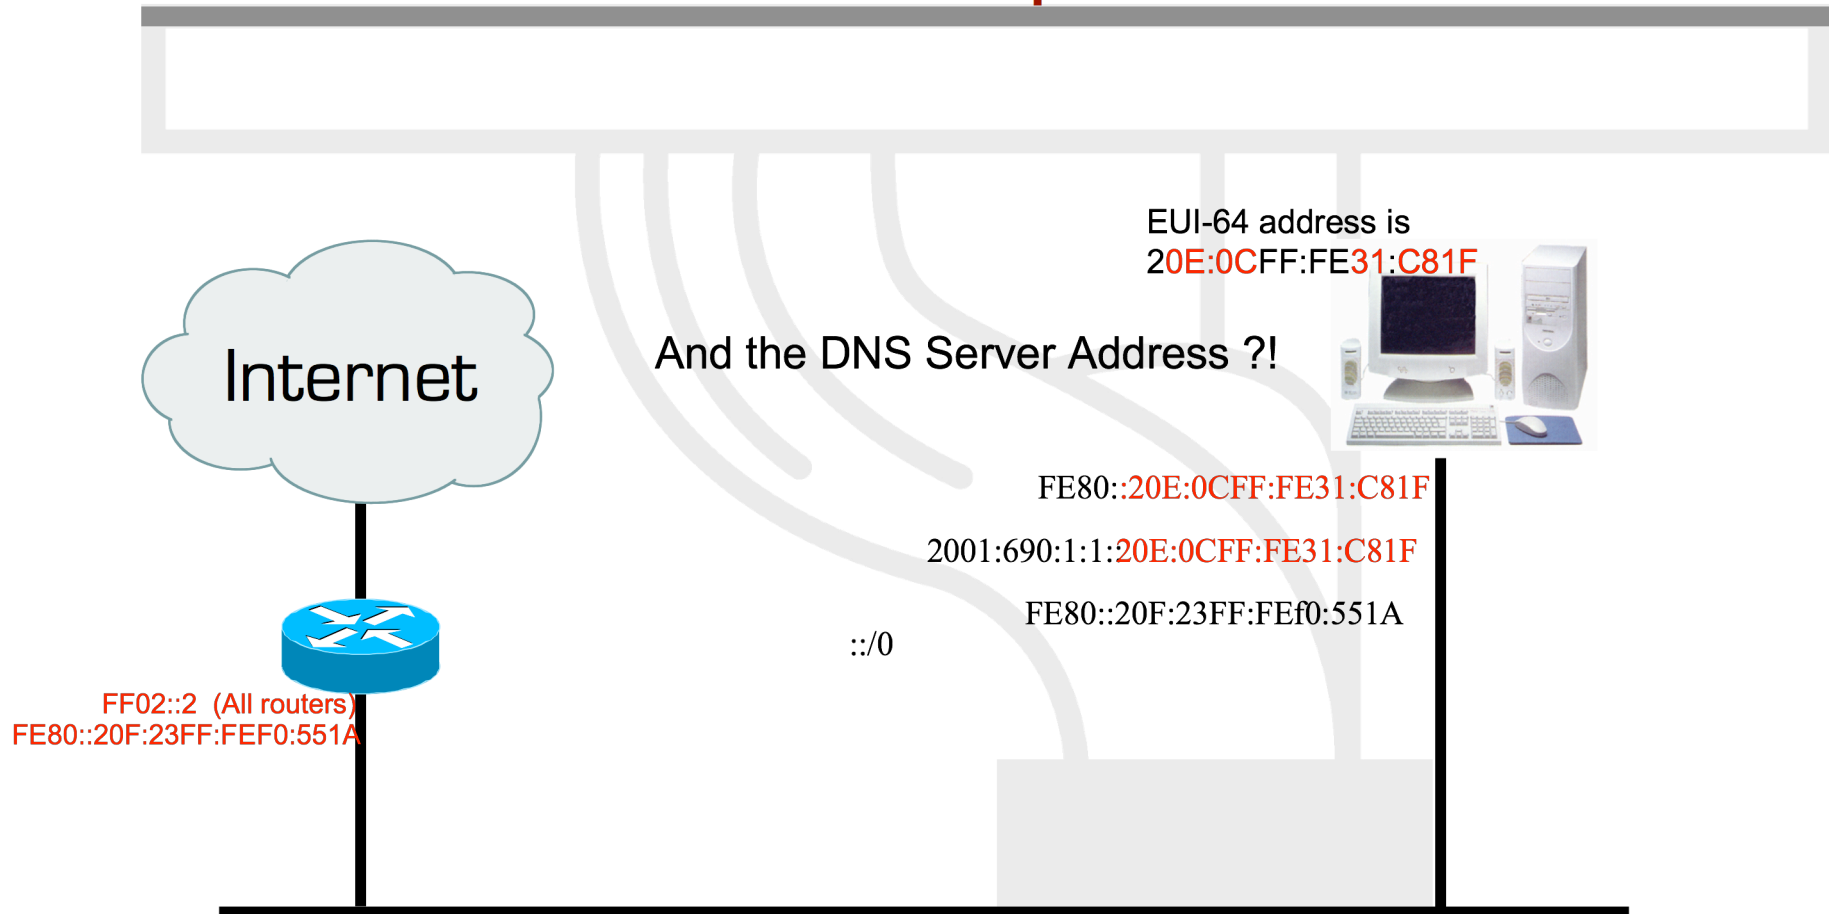 EUI-64 address is
20E:0CFF:FE31:C81F
Internet
And the DNS Server Address ?!
FE80::20E:0CFF:FE31:C81F
2001:690:1:1::20E:0CFF:FE31:C81F
FE80::20F:23FF:FEf0:551A
::/0
FF02::2 (All routers)
FE80::20F:23FF:FEF0:551A